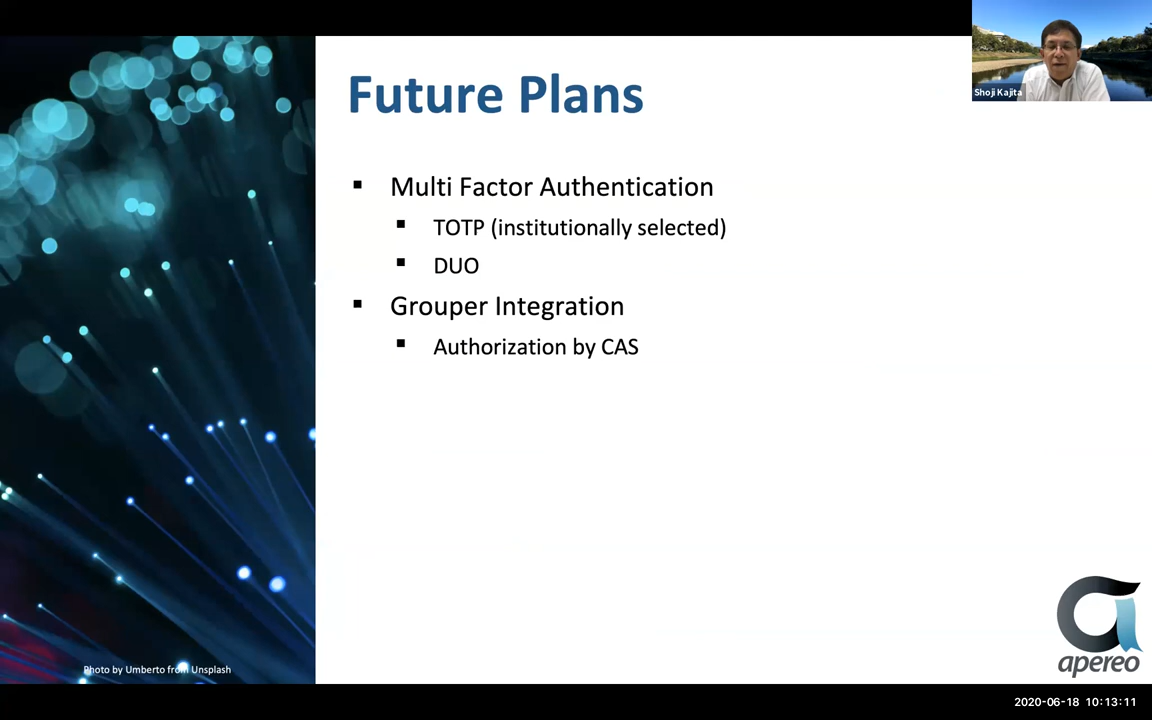 Future Plans
Shoji Kajita
▪ Multi Factor Authentication
▪ TOTP (institutionally selected)
▪ DUO
▪ Grouper Integration
▪ Authorization by CAS
Photo by Umberto from Unsplash
apereo
2020-06-18 10:13:11